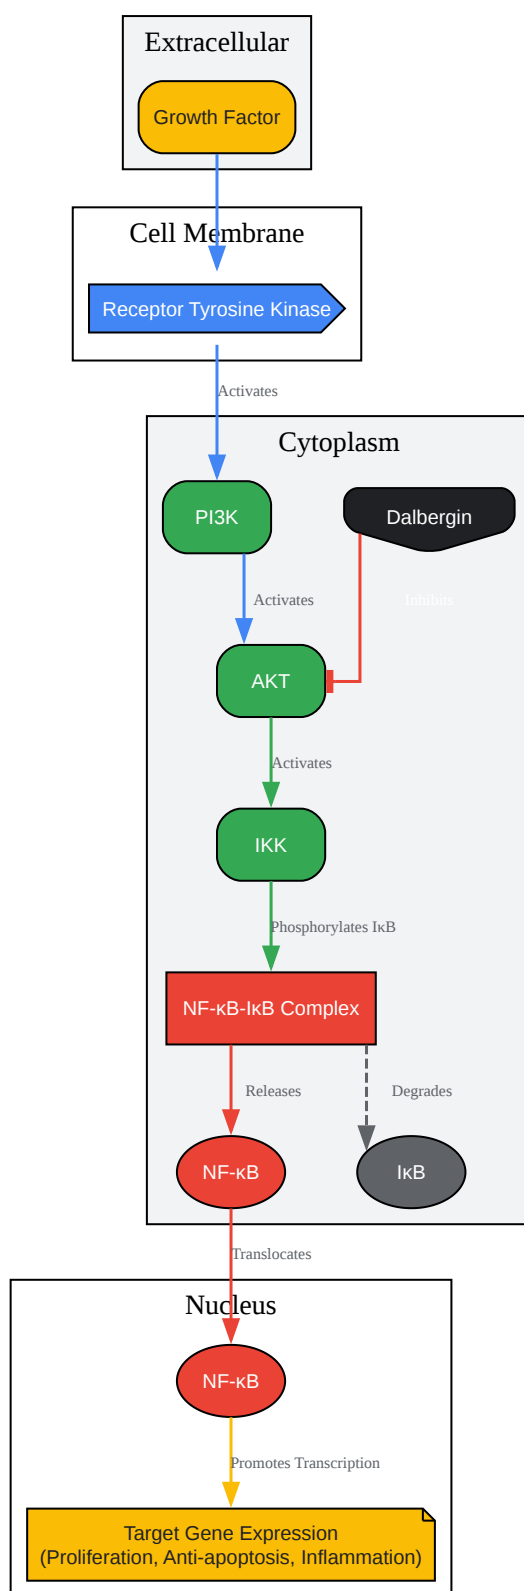 Extracellular
Growth Factor
Cell Membrane
Receptor Tyrosine Kinase
Activates
Cytoplasm
PI3K
Dalbergin
Activates
Inhibits
AKT
Activates
IKK
Phosphorylates IκB
NF-κB-IκB Complex
Releases
Degrades
NF-κB
IκB
Translocates
Nucleus
NF-κB
Promotes Transcription
Target Gene Expression
(Proliferation, Anti-apoptosis, Inflammation)